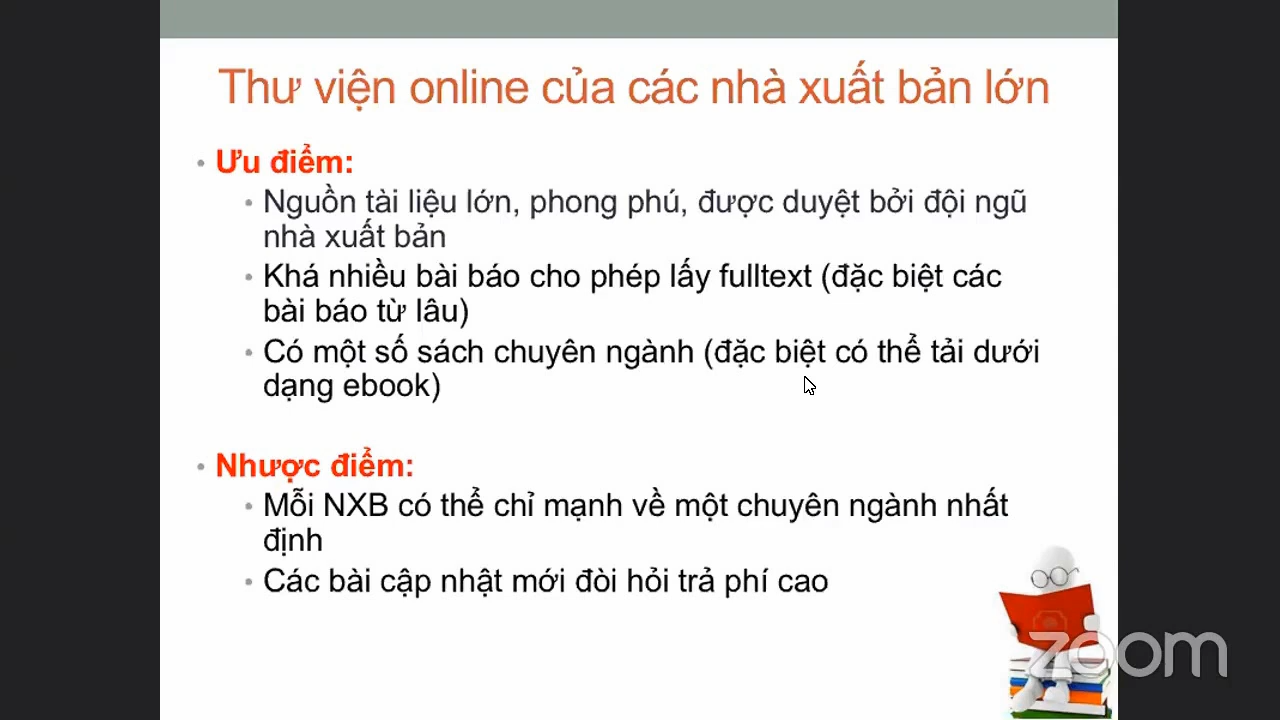 Thư viện online của các nhà xuất bản lớn
• Ưu điểm:
• Nguồn tài liệu lớn, phong phú, được duyệt bởi đội ngũ
nhà xuất bản
• Khá nhiều bài báo cho phép lấy fulltext (đặc biệt các
bài báo từ lâu)
• Có một số sách chuyên ngành (đặc biệt có thể tải dưới
dạng ebook)
• Nhược điểm:
• Mỗi NXB có thể chỉ mạnh về một chuyên ngành nhất
định
• Các bài cập nhật mới đòi hỏi trả phí cao
zoom